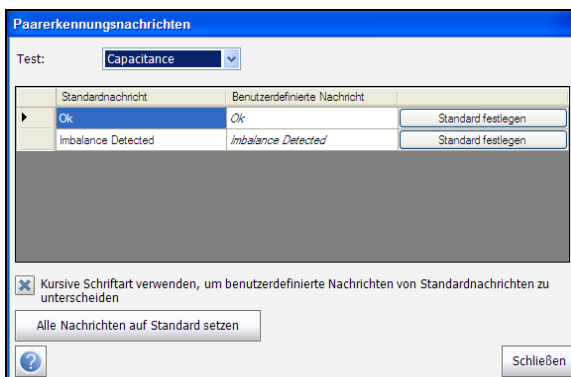 Paarerkennungsnachrichten
Test: Capacitance
Standardnachricht Benutzerdefinierte Nachricht
Ok Ok Standard festlegen
Imbalance Detected Imbalance Detected Standard festlegen
Kursive Schriftart verwenden, um benutzerdefinierte Nachrichten von Standardnachrichten zu
unterscheiden
Alle Nachrichten auf Standard setzen
? Schließen